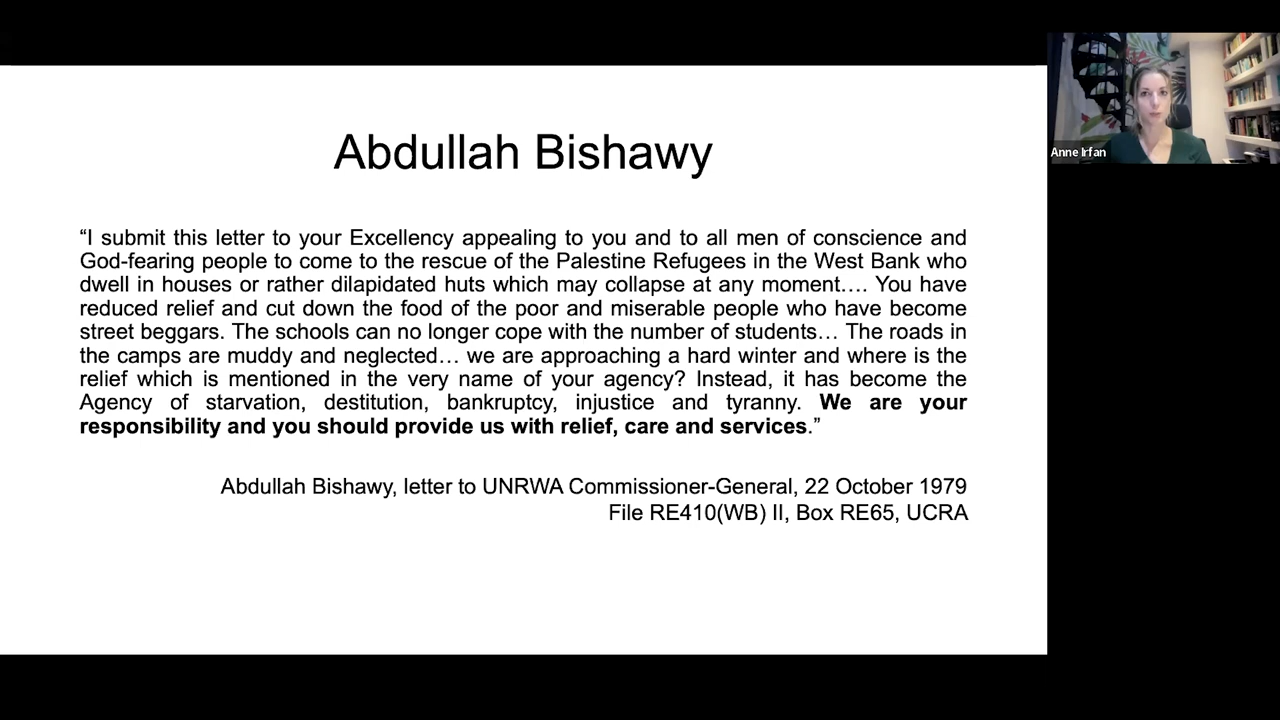 Abdullah Bishawy
“I submit this letter to your Excellency appealing to you and to all men of conscience and
God-fearing people to come to the rescue of the Palestine Refugees in the West Bank who
dwell in houses or rather dilapidated huts which may collapse at any moment…. You have
reduced relief and cut down the food of the poor and miserable people who have become
street beggars. The schools can no longer cope with the number of students… The roads in
the camps are muddy and neglected… we are approaching a hard winter and where is the
relief which is mentioned in the very name of your agency? Instead, it has become the
Agency of starvation, destitution, bankruptcy, injustice and tyranny. We are your
responsibility and you should provide us with relief, care and services.”
Abdullah Bishawy, letter to UNRWA Commissioner-General, 22 October 1979
File RE410(WB) II, Box RE65, UCRA
Anne Irfan